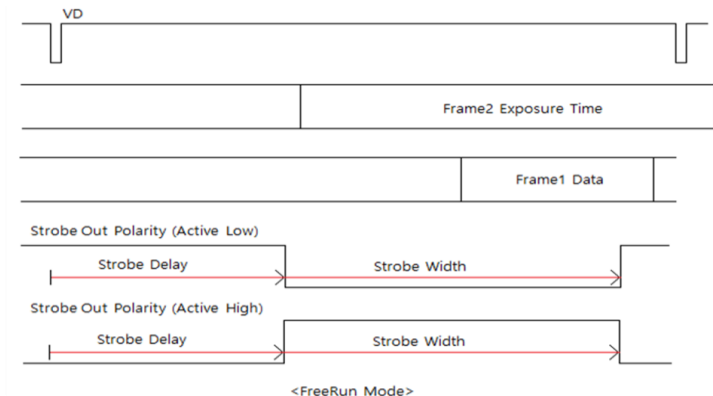 VD
Frame2 Exposure Time
Frame1 Data
Strobe Out Polarity (Active Low)
Strobe Delay
Strobe Width
Strobe Out Polarity (Active High)
Strobe Delay
Strobe Width
<FreeRun Mode>